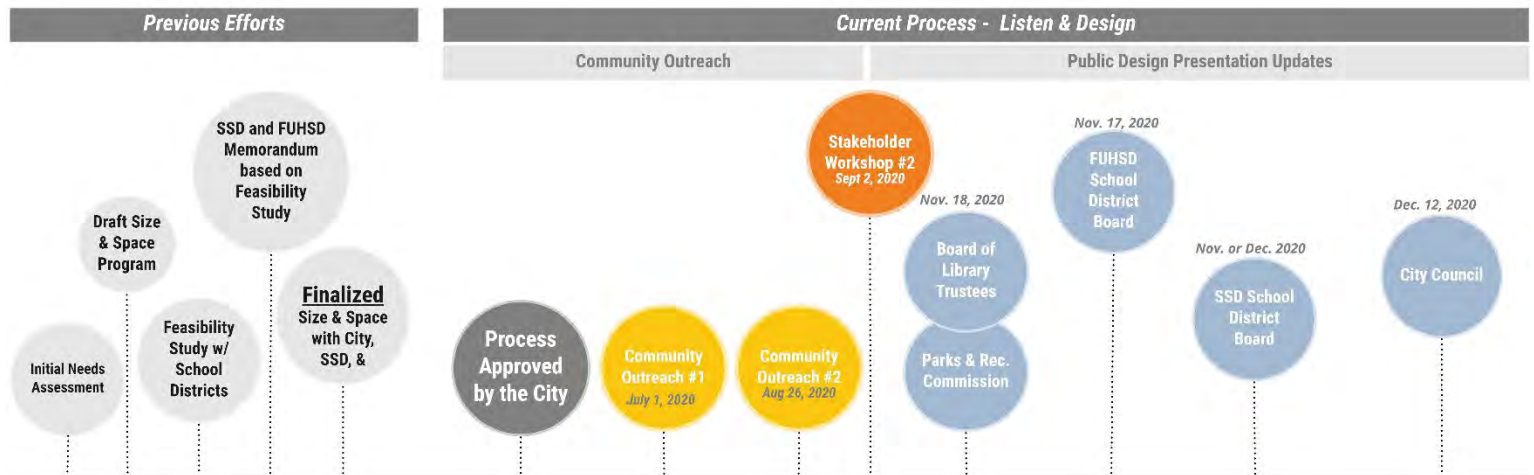 Previous Efforts
Current Process - Listen & Design
Community Outreach
Public Design Presentation Updates
Initial Needs
Assessment
Draft Size
& Space
Program
Feasibility
Study w/
School
Districts
SSD and FUHSD
Memorandum
based on
Feasibility
Study
Finalized
Size & Space
with City,
SSD, &
Process
Approved
by the City
Community
Outreach #1
July 1, 2020
Community
Outreach #2
Aug 26, 2020
Stakeholder
Workshop #2
Sept 2, 2020
Nov. 18, 2020
Board of
Library
Trustees
Parks & Rec.
Commission
Nov. 17, 2020
FUHSD
School
District
Board
Nov. or Dec. 2020
SSD School
District
Board
Dec. 12, 2020
City Council